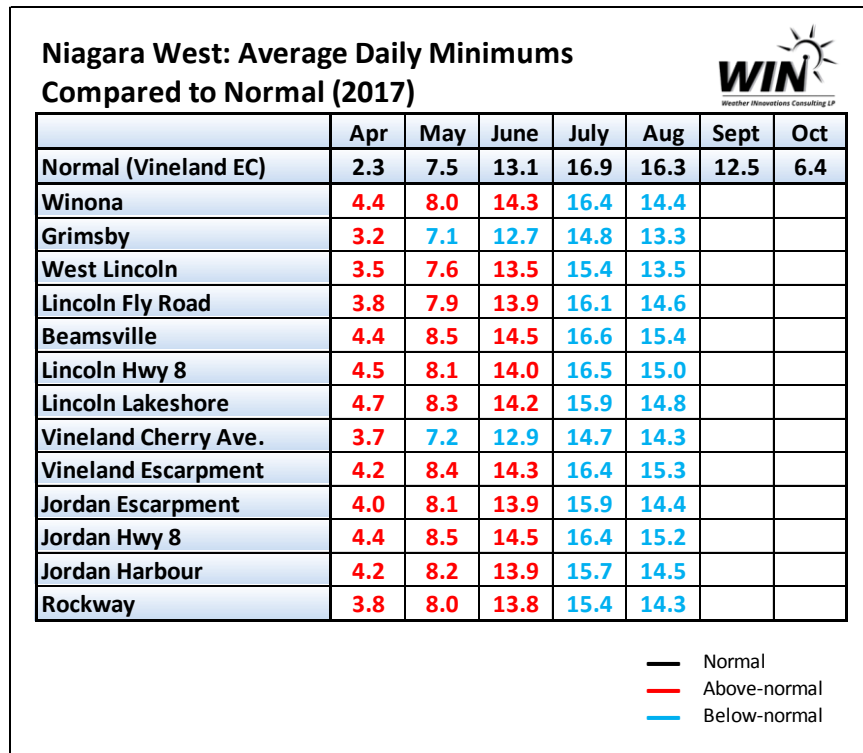 Niagara West: Average Daily Minimums
Compared to Normal (2017)
WIN
Weather INnovations Consulting LP
Apr May June July Aug Sept Oct
Normal (Vineland EC) 2.3 7.5 13.1 16.9 16.3 12.5 6.4
Winona 4.4 8.0 14.3 16.4 14.4
Grimsby 3.2 7.1 12.7 14.8 13.3
West Lincoln 3.5 7.6 13.5 15.4 13.5
Lincoln Fly Road 3.8 7.9 13.9 16.1 14.6
Beamsville 4.4 8.5 14.5 16.6 15.4
Lincoln Hwy 8 4.5 8.1 14.0 16.5 15.0
Lincoln Lakeshore 4.7 8.3 14.2 15.9 14.8
Vineland Cherry Ave. 3.7 7.2 12.9 14.7 14.3
Vineland Escarpment 4.2 8.4 14.3 16.4 15.3
Jordan Escarpment 4.0 8.1 13.9 15.9 14.4
Jordan Hwy 8 4.4 8.5 14.5 16.4 15.2
Jordan Harbour 4.2 8.2 13.9 15.7 14.5
Rockway 3.8 8.0 13.8 15.4 14.3
Normal
Above-normal
Below-normal